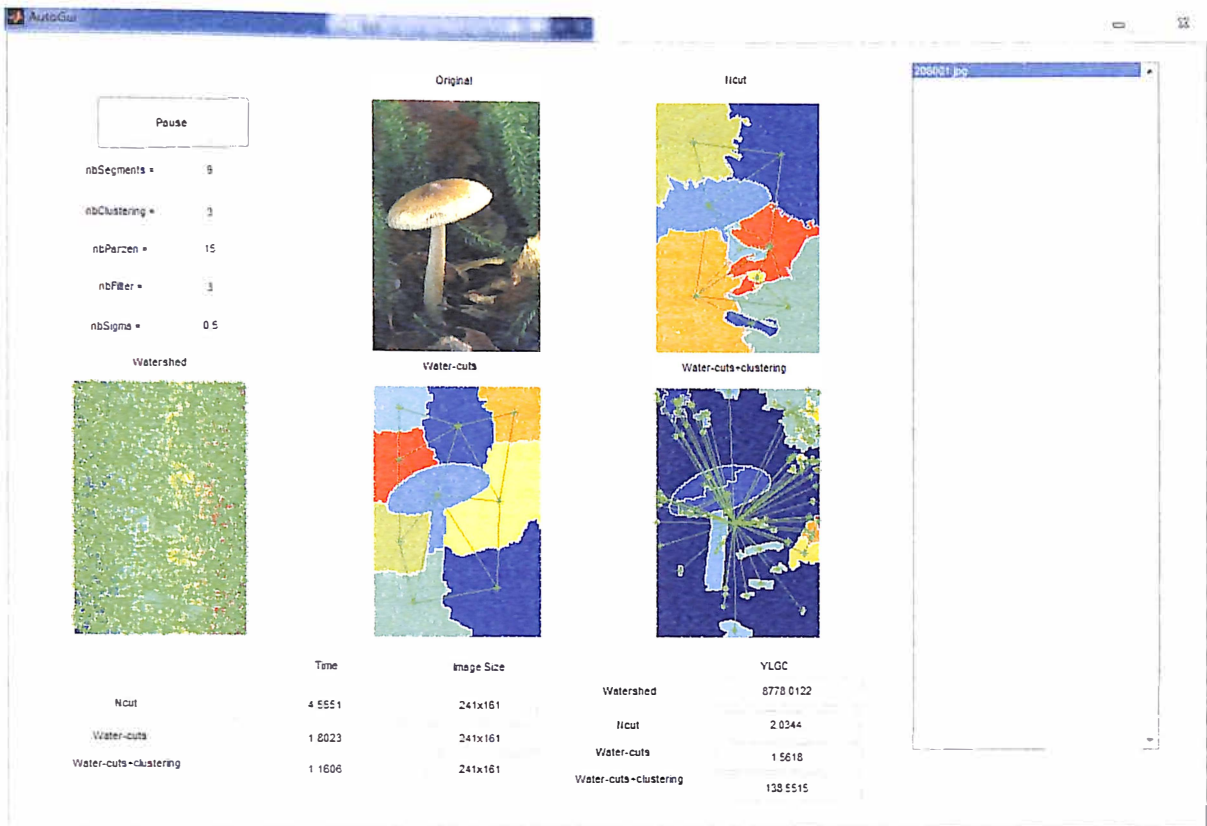 AutoGui
208001.jpg
Original
Ncut
Pause
nbSegments = 9
nbClustering = 3
nbParzen = 15
nbFilter = 3
nbSigma = 0.5
Watershed
Water-cuts
Water-cuts+clustering
Time
Image Size
YLGC
Watershed 8778.0122
Ncut 4.5551 241x161
Ncut 2.0344
Water-cuts 1.8023 241x161
Water-cuts 1.5618
Water-cuts+clustering 1.1606 241x161
Water-cuts+clustering 138.5515